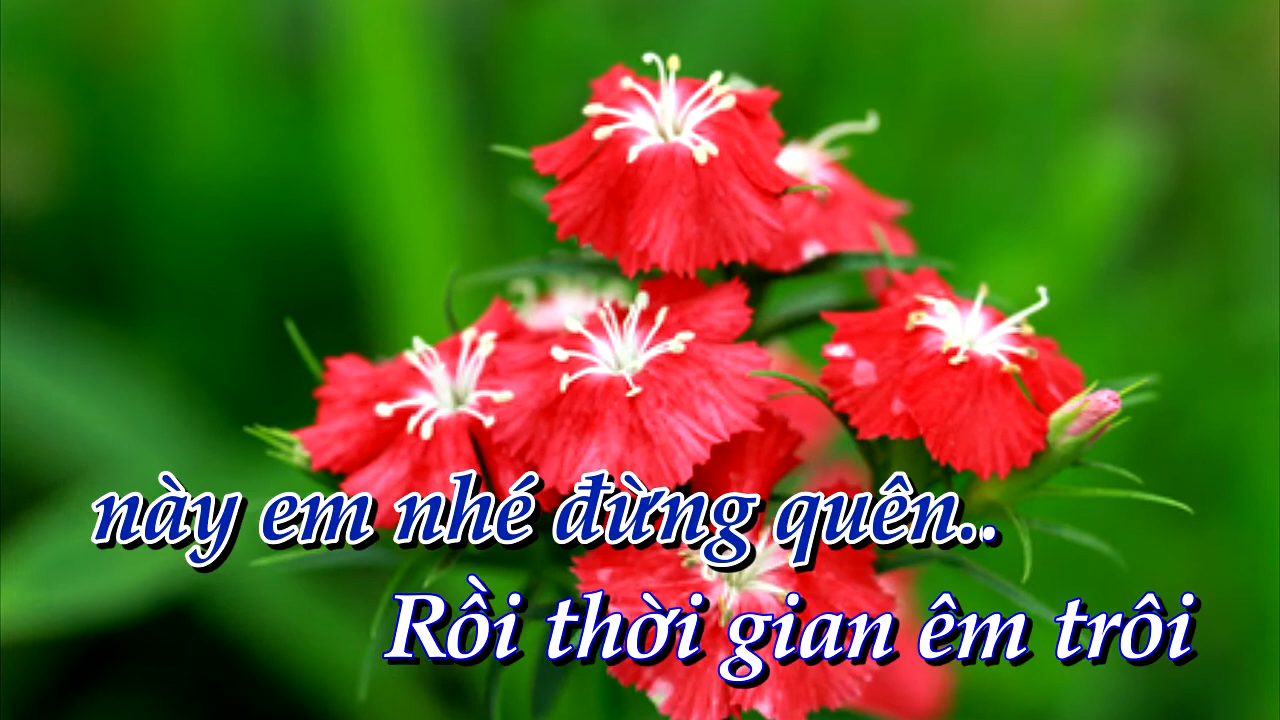 này em nhé đừng quên..
Rồi thời gian êm trôi